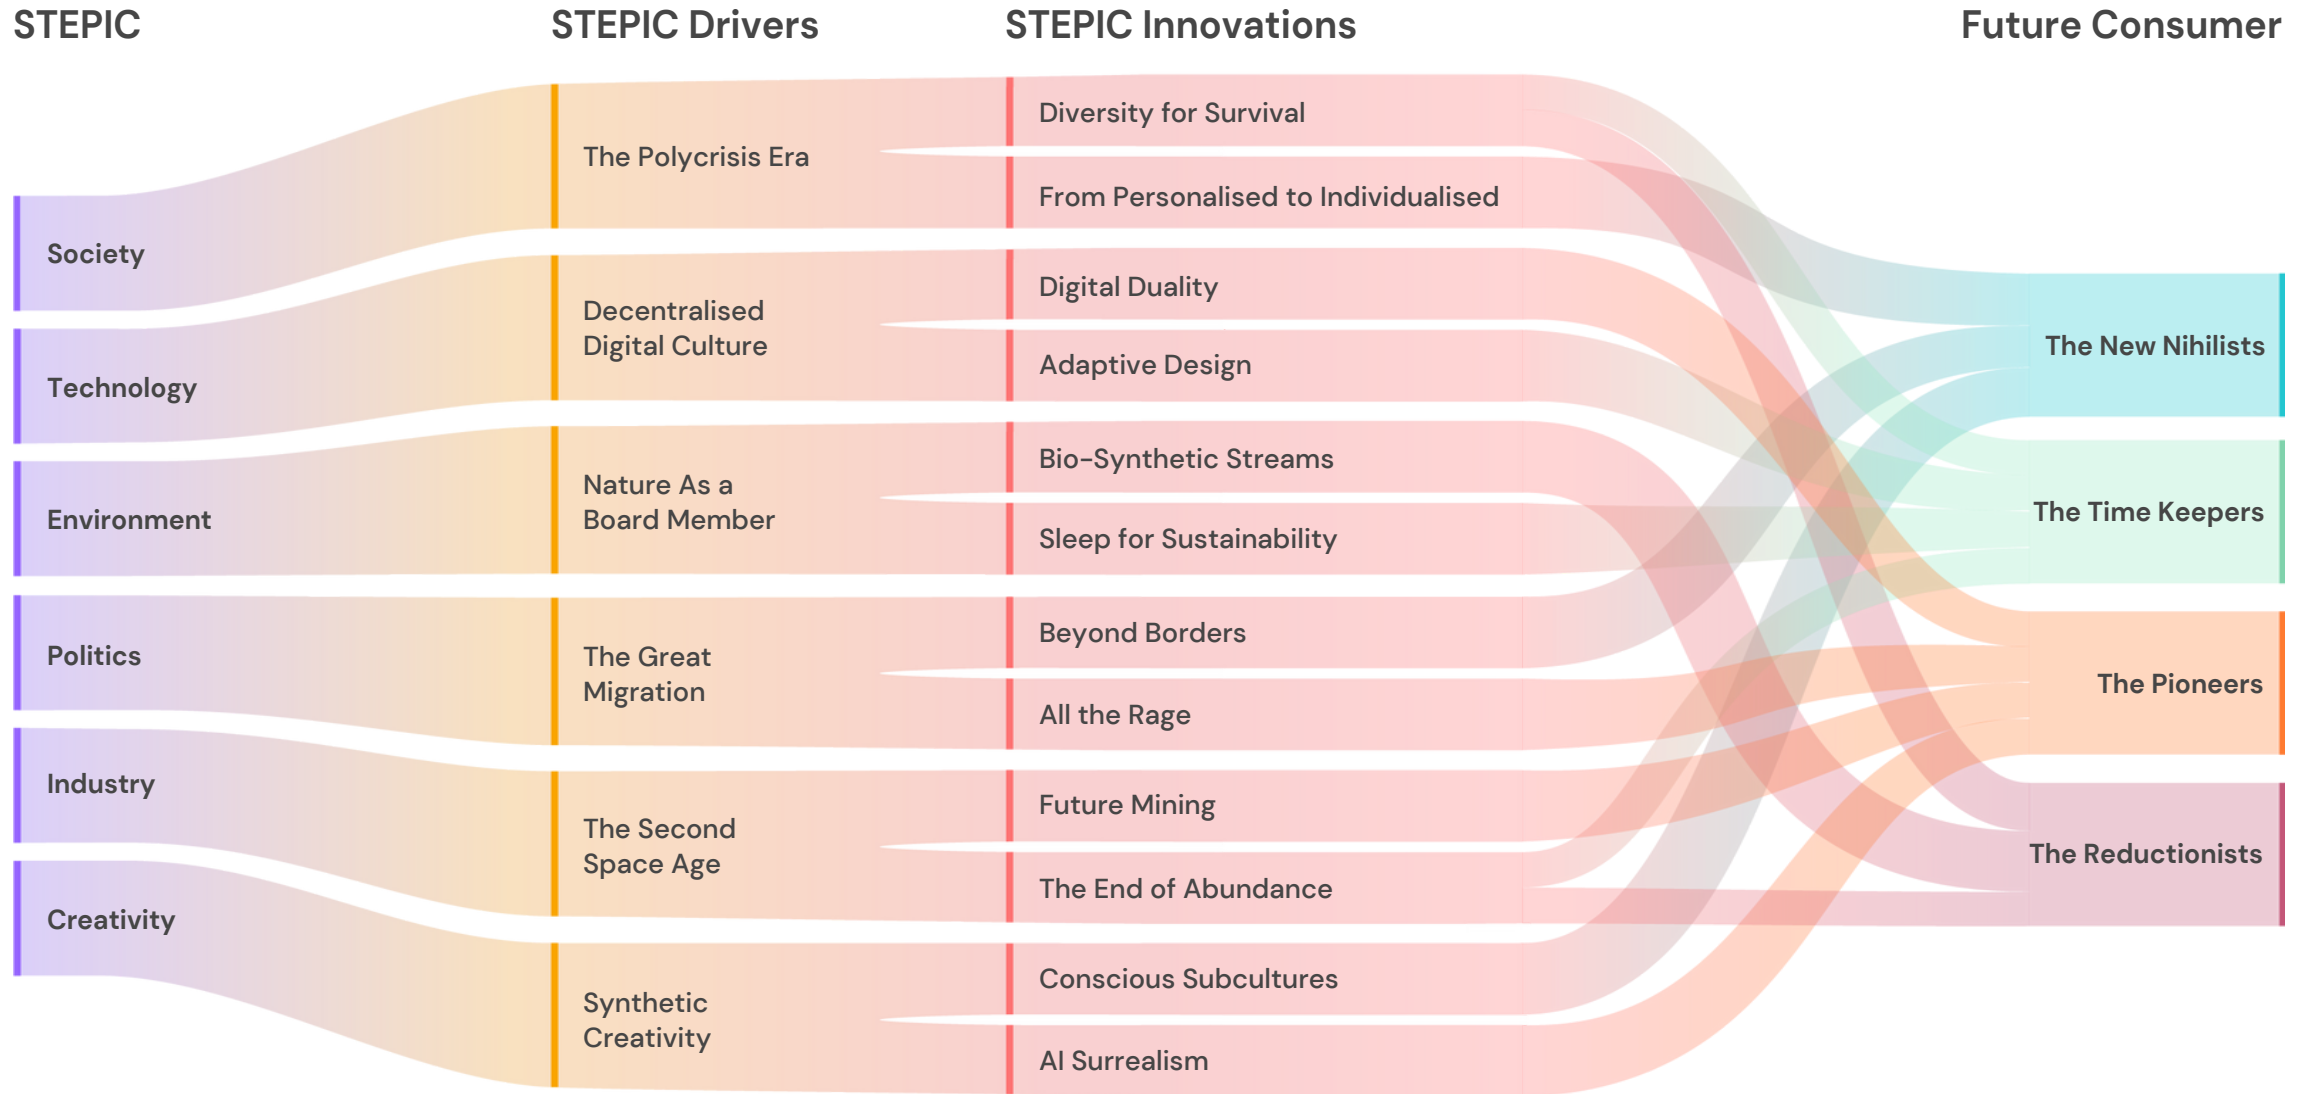 STEPIC
STEPIC Drivers
STEPIC Innovations
Future Consumer
Society
Technology
Environment
Politics
Industry
Creativity
The Polycrisis Era
Decentralised
Digital Culture
Nature As a
Board Member
The Great
Migration
The Second
Space Age
Synthetic
Creativity
Diversity for Survival
From Personalised to Individualised
Digital Duality
Adaptive Design
Bio-Synthetic Streams
Sleep for Sustainability
Beyond Borders
All the Rage
Future Mining
The End of Abundance
Conscious Subcultures
AI Surrealism
The New Nihilists
The Time Keepers
The Pioneers
The Reductionists